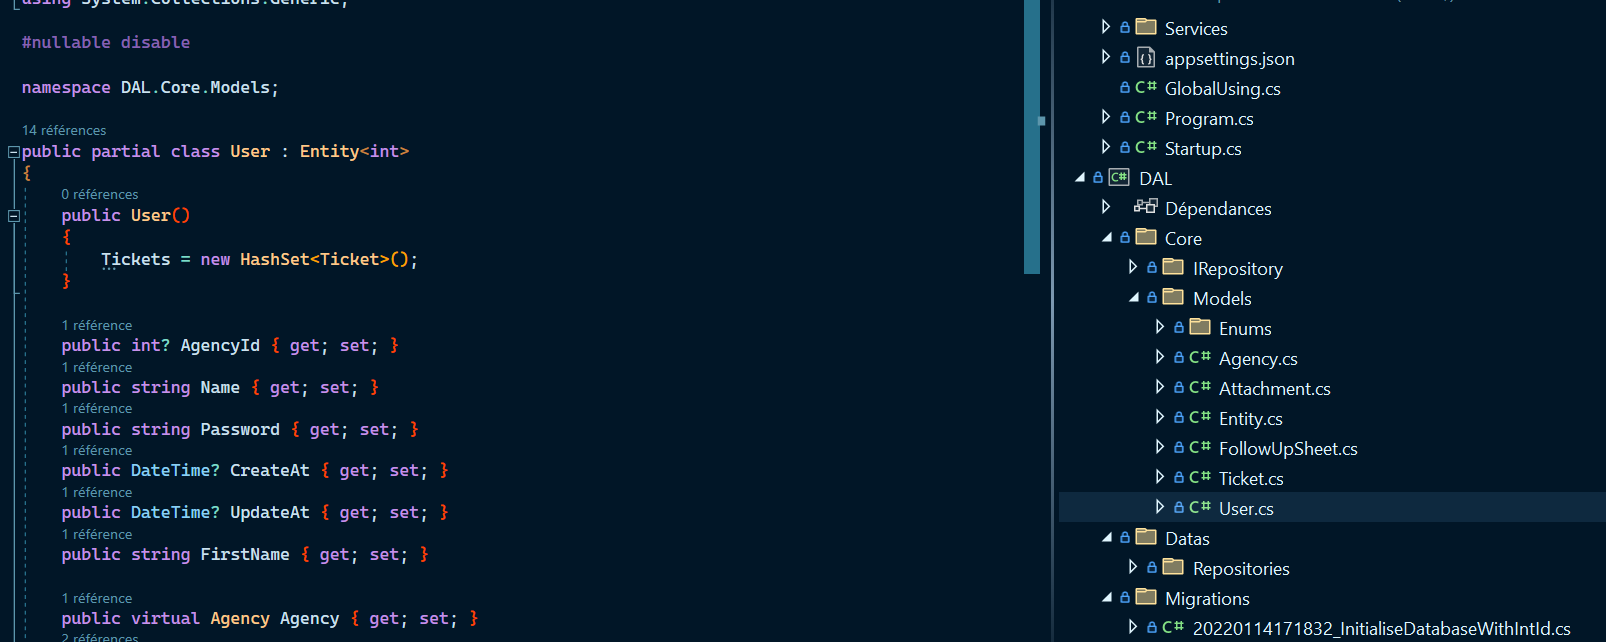 using System.Collections.Generic;
#nullable disable
namespace DAL.Core.Models;
14 références
public partial class User : Entity<int>
{
0 références
public User()
{
Tickets = new HashSet<Ticket>();
}
1 référence
public int? AgencyId { get; set; }
1 référence
public string Name { get; set; }
1 référence
public string Password { get; set; }
1 référence
public DateTime? CreateAt { get; set; }
1 référence
public DateTime? UpdateAt { get; set; }
1 référence
public string FirstName { get; set; }
1 référence
public virtual Agency Agency { get; set; }
2 références
Services
appsettings.json
C# GlobalUsing.cs
C# Program.cs
C# Startup.cs
C# DAL
Dépendances
Core
IRepository
Models
Enums
C# Agency.cs
C# Attachment.cs
C# Entity.cs
C# FollowUpSheet.cs
C# Ticket.cs
C# User.cs
Datas
Repositories
Migrations
C# 20220114171832_InitialiseDatabaseWithIntId.cs